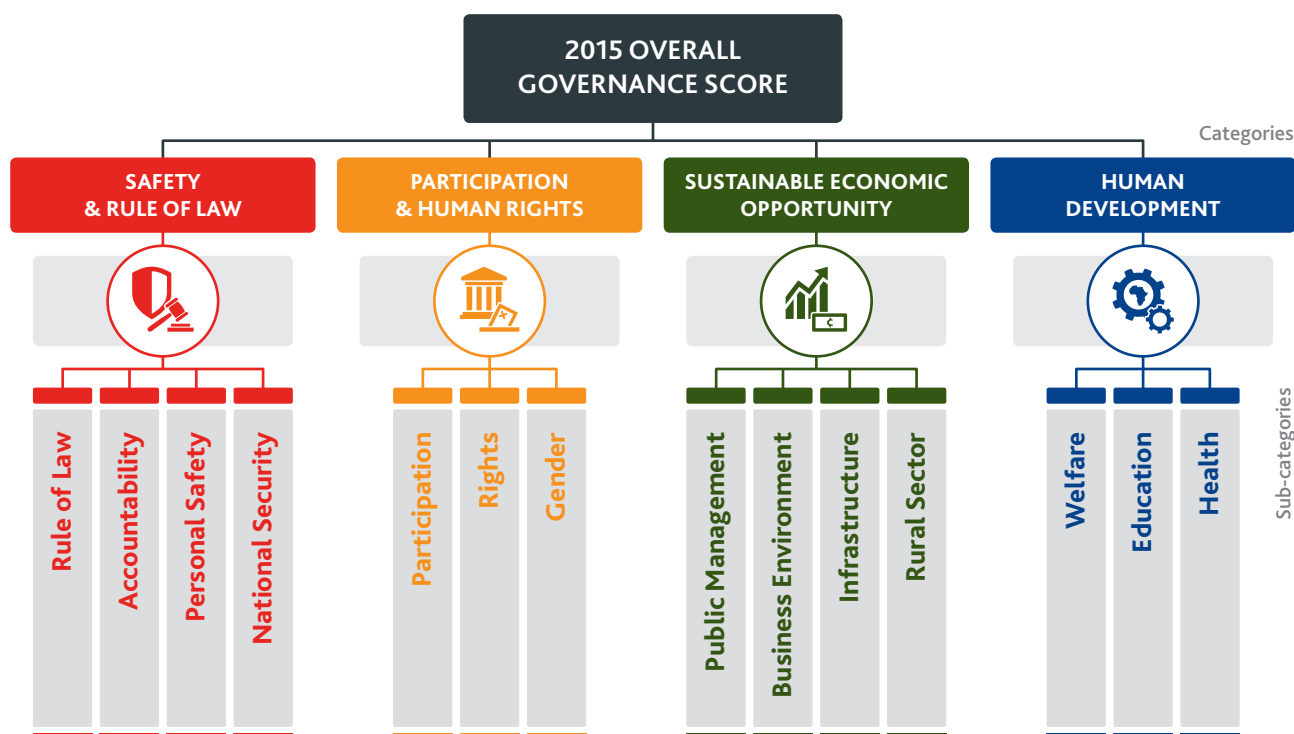 2015 OVERALL
GOVERNANCE SCORE
Categories
SAFETY
& RULE OF LAW
PARTICIPATION
& HUMAN RIGHTS
SUSTAINABLE ECONOMIC
OPPORTUNITY
HUMAN
DEVELOPMENT
¢
Rule of Law
Accountability
Personal Safety
National Security
Participation
Rights
Gender
Public Management
Business Environment
Infrastructure
Rural Sector
Welfare
Education
Health
Sub-categories